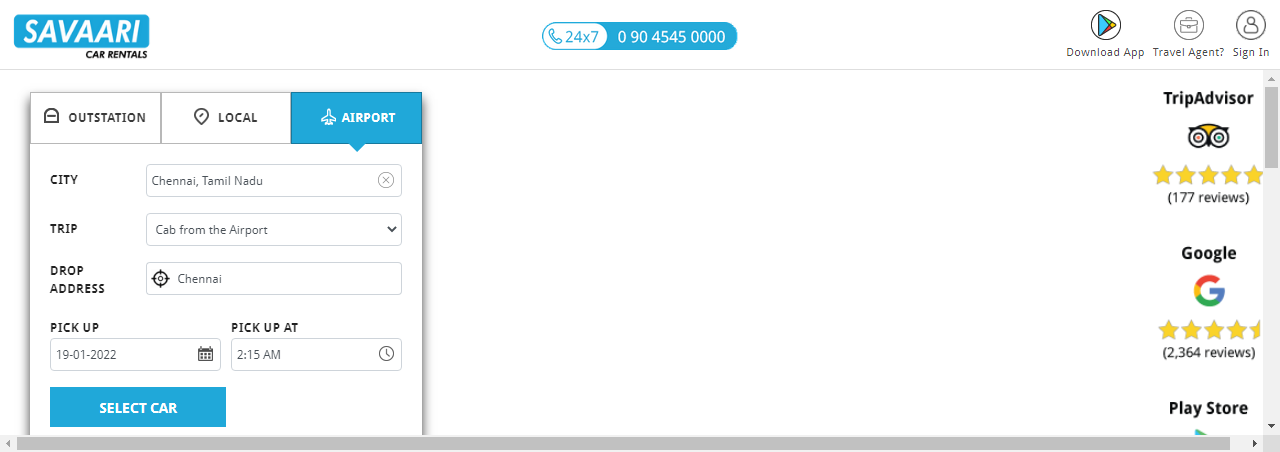 SAVAARI
CAR RENTALS
24x7 0 90 4545 0000
Download App Travel Agent? Sign In
OUTSTATION LOCAL AIRPORT
CITY Chennai, Tamil Nadu
TRIP Cab from the Airport
DROP ADDRESS Chennai
PICK UP PICK UP AT
19-01-2022 2:15 AM
SELECT CAR
TripAdvisor
(177 reviews)
Google
(2,364 reviews)
Play Store